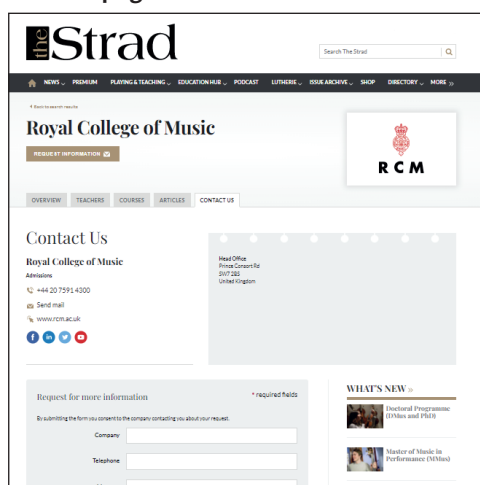 the Strad
Search The Strad
NEWS PREMIUM PLAYING & TEACHING EDUCATION HUB PODCAST LUTHERIE ISSUE ARCHIVE SHOP DIRECTORY MORE »
Back to search results
Royal College of Music
REQUEST INFORMATION
RCM
OVERVIEW TEACHERS COURSES ARTICLES CONTACT US
Contact Us
Royal College of Music
Admissions
+44 20 7591 4300
Send mail
www.rcm.ac.uk
Head Office
Prince Consort Rd
SW7 2BS
United Kingdom
Request for more information
* required fields
By submitting the form you consent to the company contacting you about your request.
Company
Telephone
WHAT'S NEW »
Doctoral Programme
(DMus and PhD)
Master of Music in
Performance (MMus)